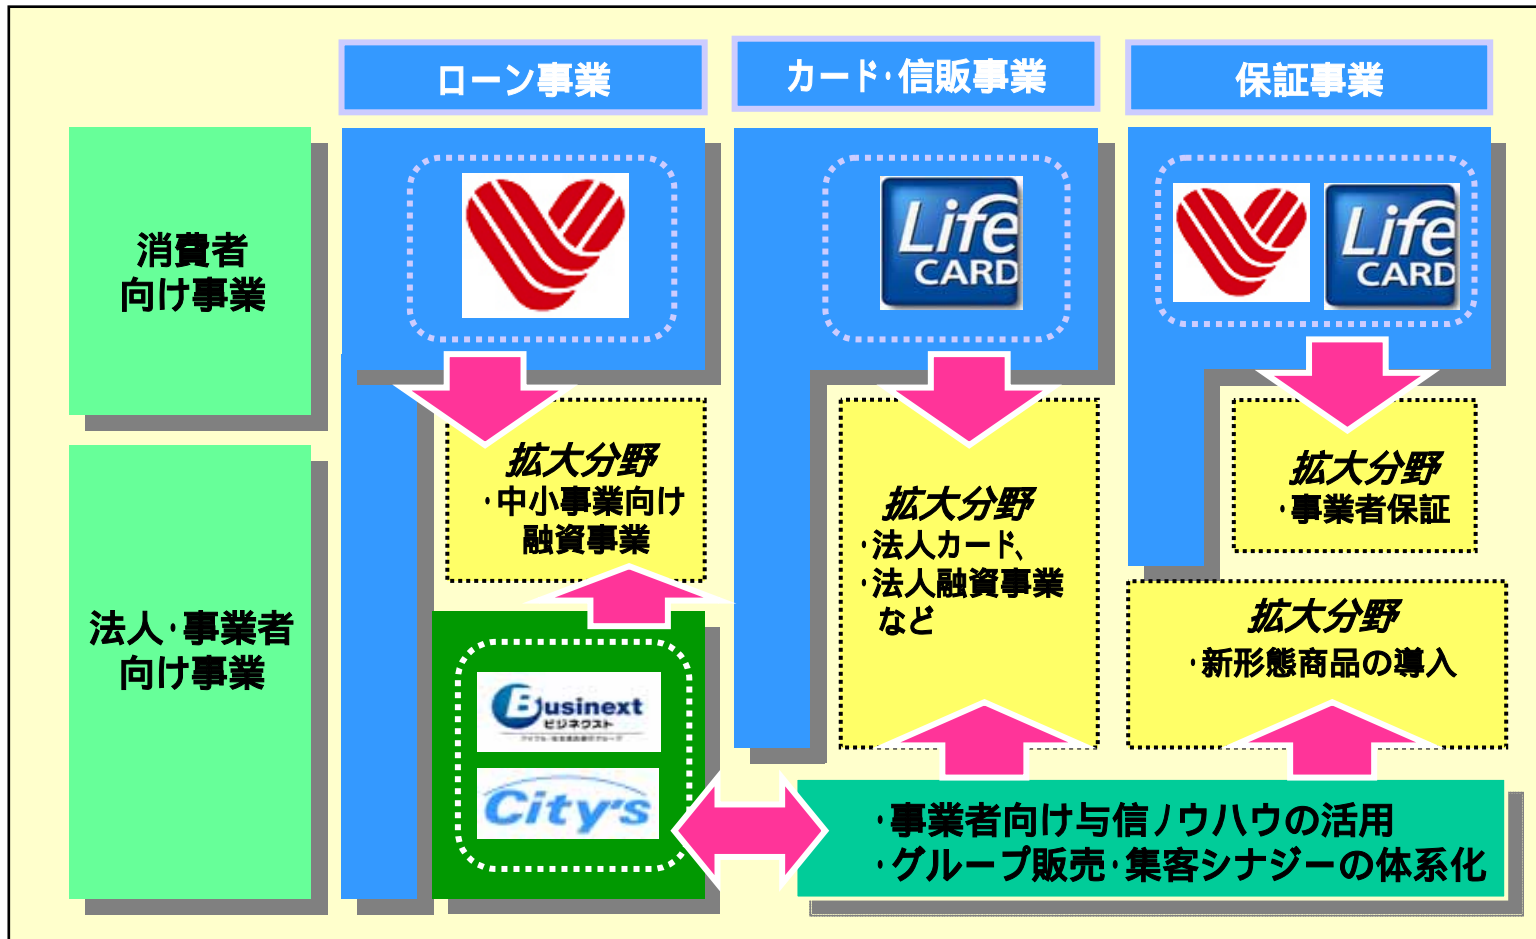 ローン事業
カード・信販事業
保証事業
消費者
向け事業
Life
CARD
Life
CARD
拡大分野
・中小事業向け
融資事業
拡大分野
・法人カード、
・法人融資事業
など
拡大分野
・事業者保証
法人・事業者
向け事業
拡大分野
・新形態商品の導入
Businext
ビジネクスト
City's
・事業者向け与信ノウハウの活用
・グループ販売・集客シナジーの体系化